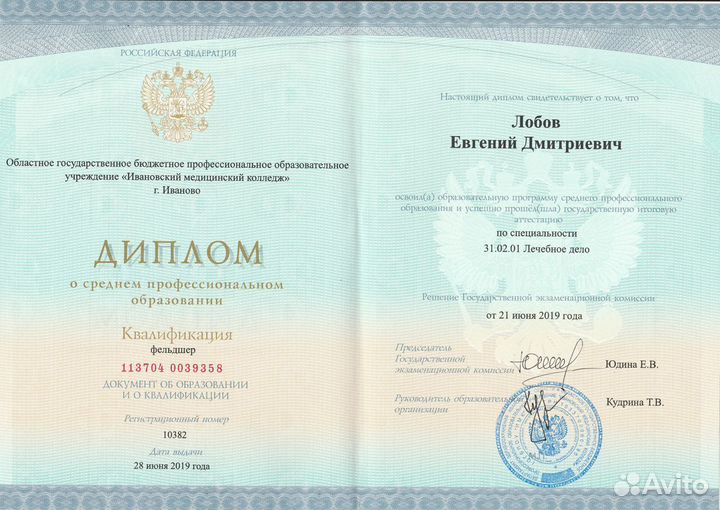 РОССИЙСКАЯ ФЕДЕРАЦИЯ
Областное государственное бюджетное профессиональное образовательное
учреждение «Ивановский медицинский колледж»
г. Иваново
ДИПЛОМ
о среднем профессиональном
образовании
Квалификация
фельдшер
113704 0039358
ДОКУМЕНТ ОБ ОБРАЗОВАНИИ
И О КВАЛИФИКАЦИИ
Регистрационный номер
10382
Дата выдачи
28 июня 2019 года
Настоящий диплом свидетельствует о том, что
Лобов
Евгений Дмитриевич
освоил(а) образовательную программу среднего профессионального
образования и успешно прошёл(шла) государственную итоговую
аттестацию
по специальности
31.02.01 Лечебное дело
Решение Государственной экзаменационной комиссии
от 21 июня 2019 года
Председатель
Государственной
экзаменационной комиссии
Юдина Е.В.
Руководитель образовательной
организации
Кудрина Т.В.
Avito